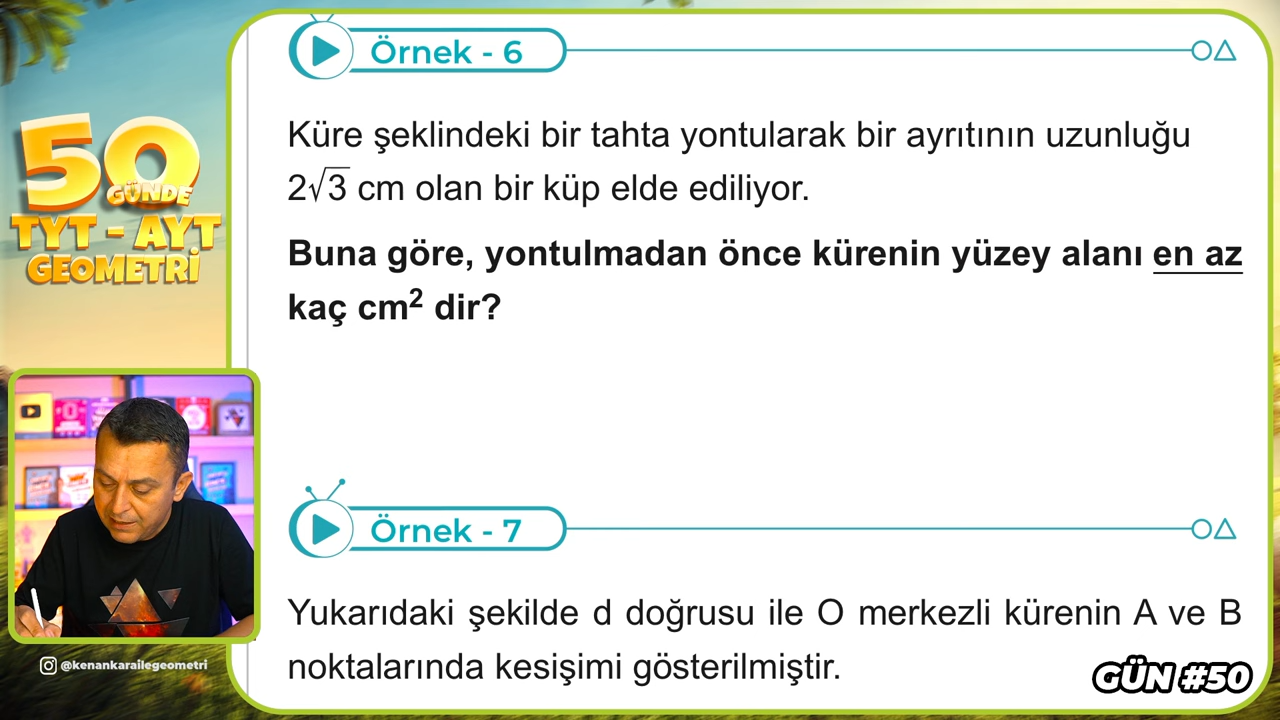 50
GÜNDE
TYT - AYT
GEOMETRİ
Örnek - 6
Küre şeklindeki bir tahta yontularak bir ayrıtının uzunluğu
2√3 cm olan bir küp elde ediliyor.
Buna göre, yontulmadan önce kürenin yüzey alanı en az
kaç cm² dir?
Örnek - 7
Yukarıdaki şekilde d doğrusu ile O merkezli kürenin A ve B
noktalarında kesişimi gösterilmiştir.
@kenankarailegeometri
GÜN #50